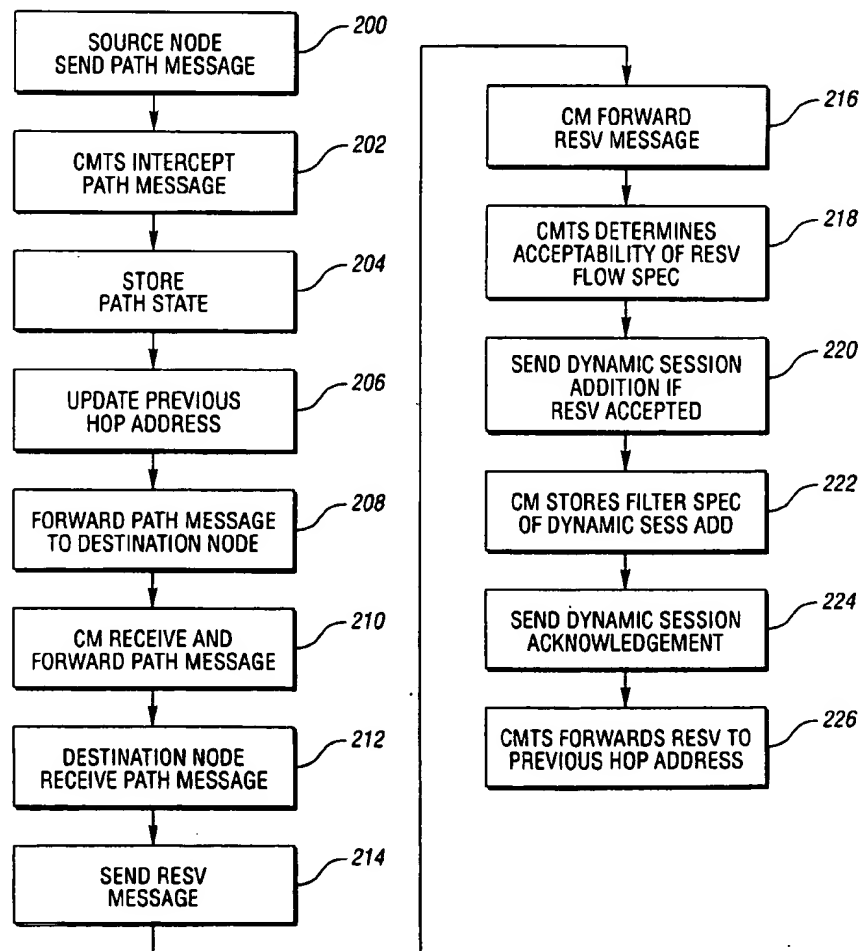 SOURCE NODE
SEND PATH MESSAGE
200
CMTS INTERCEPT
PATH MESSAGE
202
STORE
PATH STATE
204
UPDATE PREVIOUS
HOP ADDRESS
206
FORWARD PATH MESSAGE
TO DESTINATION NODE
208
CM RECEIVE AND
FORWARD PATH MESSAGE
210
DESTINATION NODE
RECEIVE PATH MESSAGE
212
SEND RESV
MESSAGE
214
CM FORWARD
RESV MESSAGE
216
CMTS DETERMINES
ACCEPTABILITY OF RESV
FLOW SPEC
218
SEND DYNAMIC SESSION
ADDITION IF
RESV ACCEPTED
220
CM STORES FILTER SPEC
OF DYNAMIC SESS ADD
222
SEND DYNAMIC SESSION
ACKNOWLEDGEMENT
224
CMTS FORWARDS RESV TO
PREVIOUS HOP ADDRESS
226